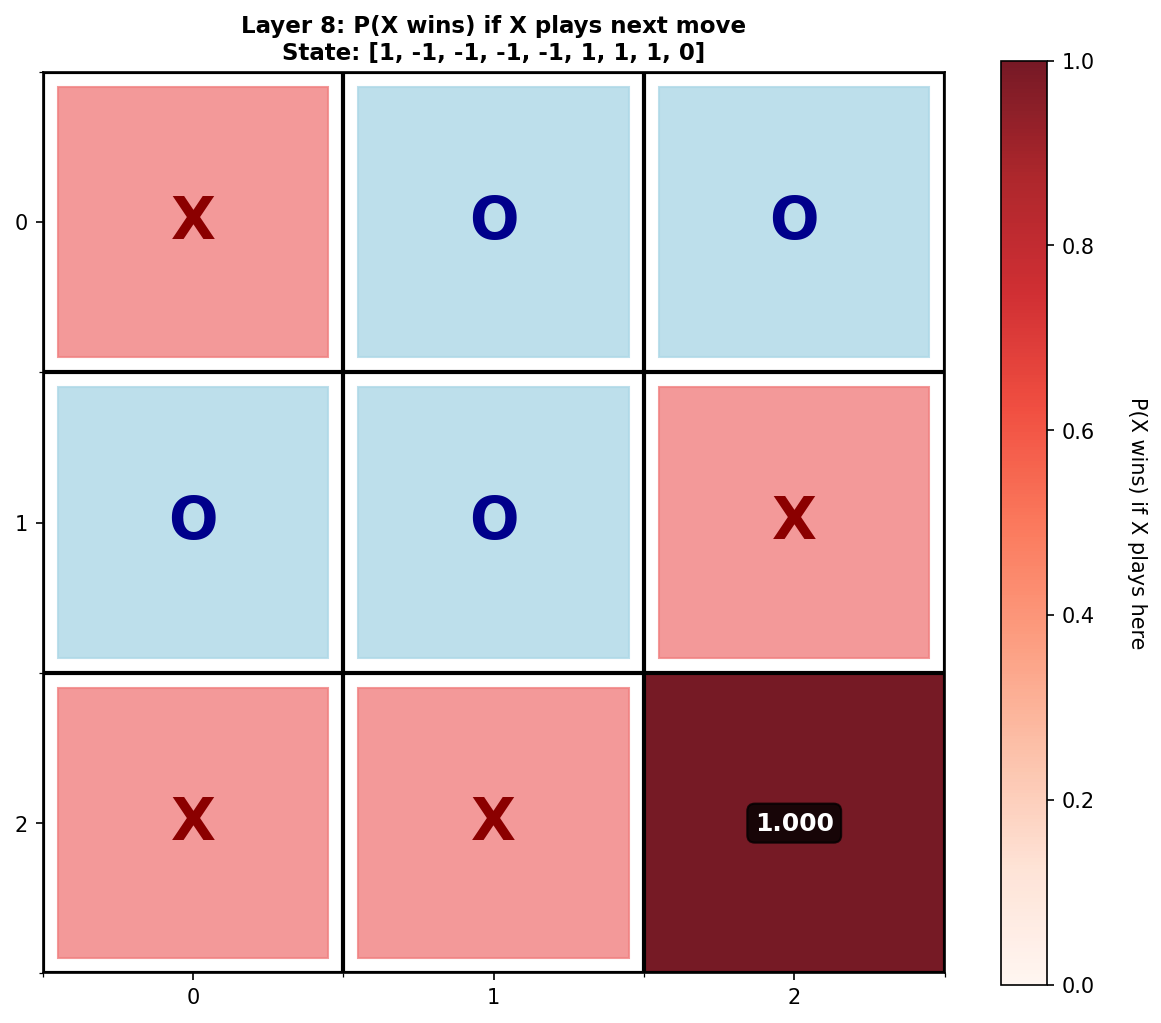 Layer 8: P(X wins) if X plays next move
State: [1, -1, -1, -1, -1, 1, 1, 1, 0]
0
X
O
O
1
O
O
X
2
X
X
1.000
0
1
2
1.0
0.8
0.6
0.4
0.2
0.0
P(X wins) if X plays here